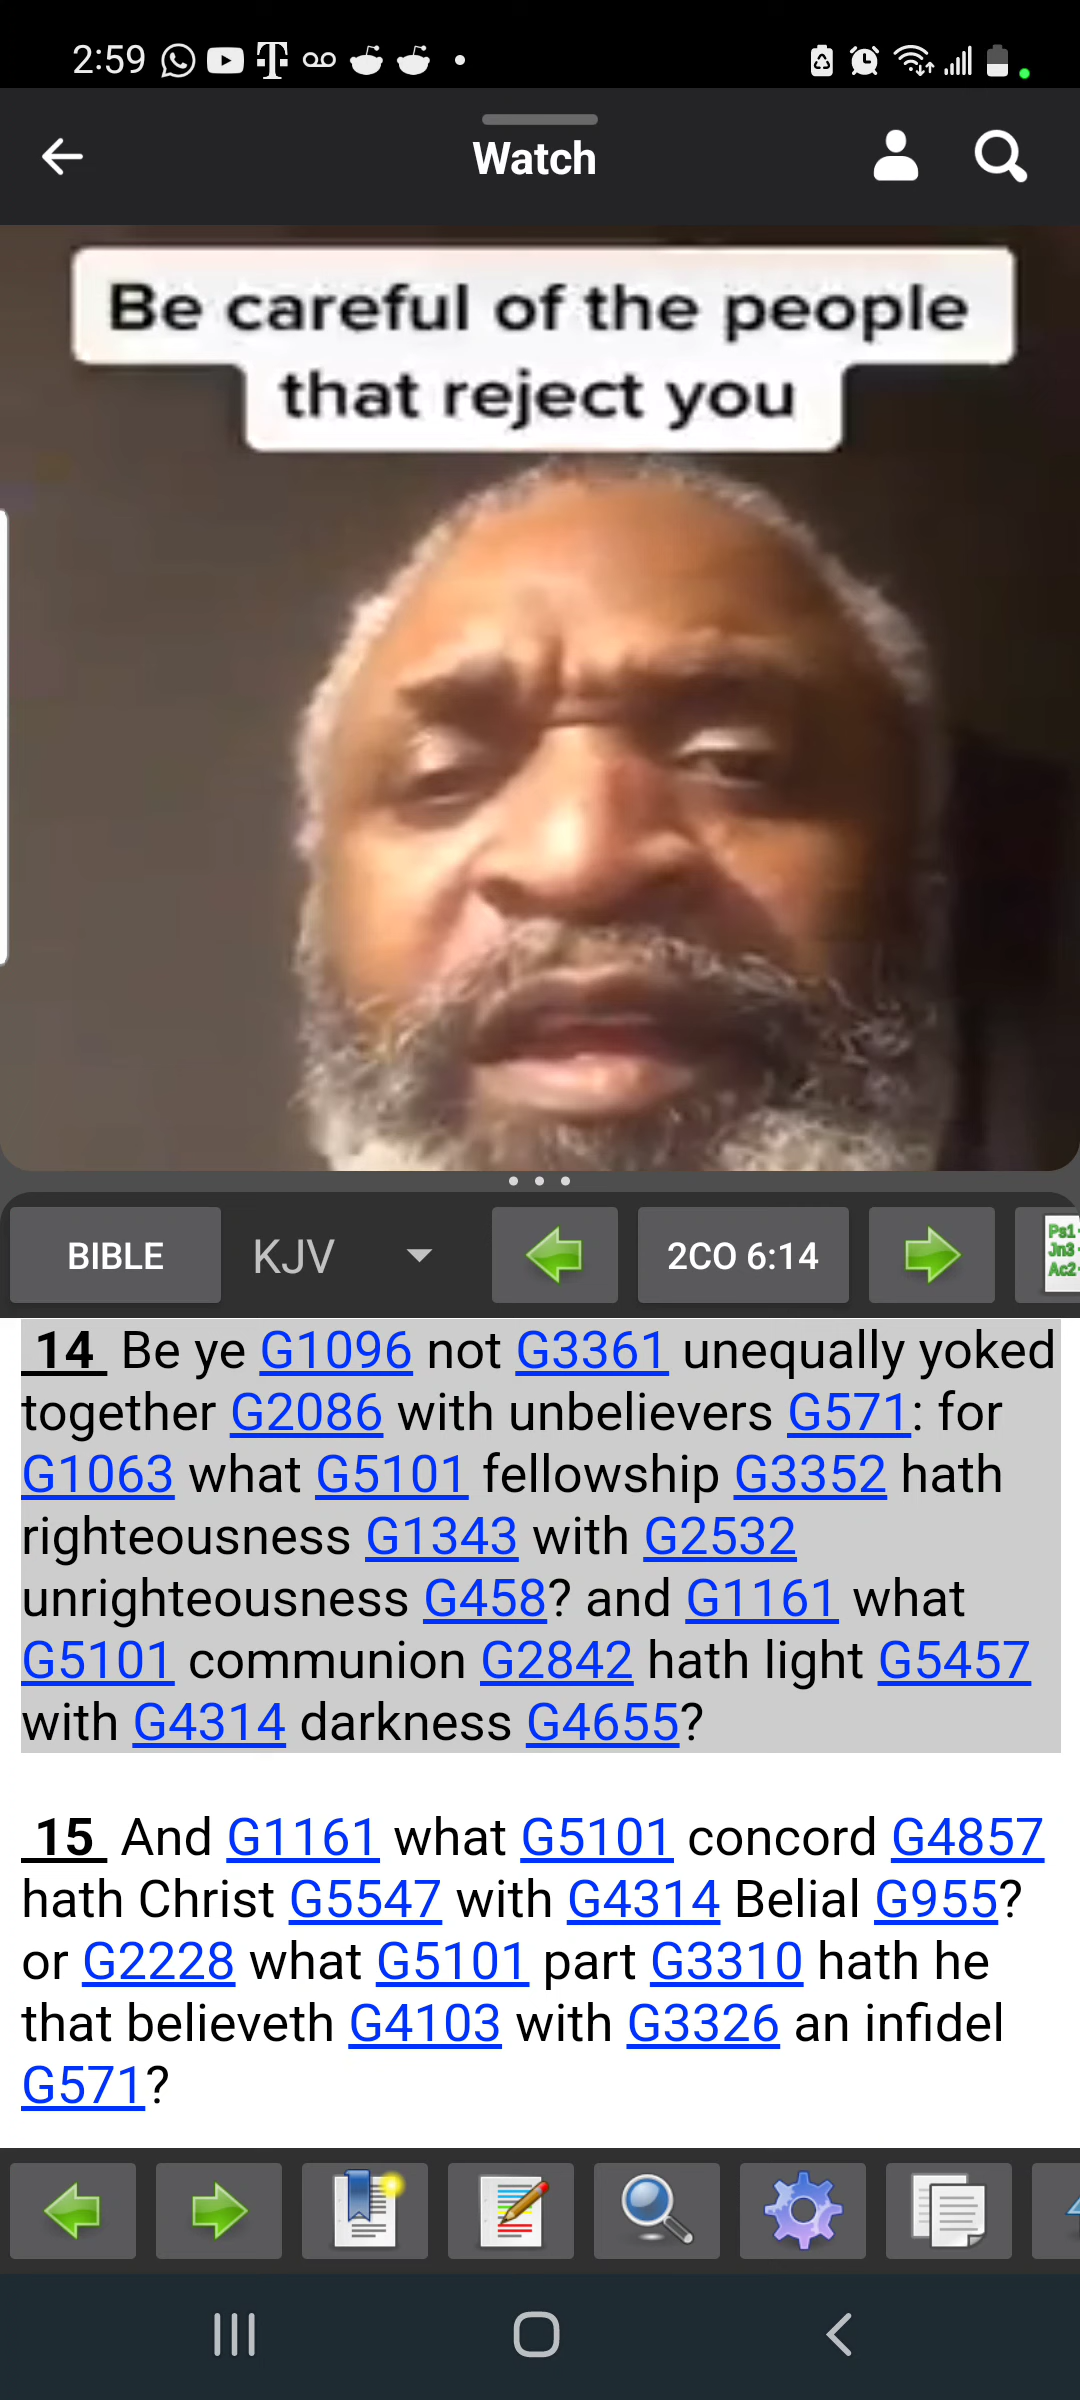 2:59
Watch
Be careful of the people
that reject you
BIBLE KJV 2CO 6:14 Ps1
Jn3
Ac2
14 Be ye G1096 not G3361 unequally yoked
together G2086 with unbelievers G571: for
G1063 what G5101 fellowship G3352 hath
righteousness G1343 with G2532
unrighteousness G458? and G1161 what
G5101 communion G2842 hath light G5457
with G4314 darkness G4655?
15 And G1161 what G5101 concord G4857
hath Christ G5547 with G4314 Belial G955?
or G2228 what G5101 part G3310 hath he
that believeth G4103 with G3326 an infidel
G571?